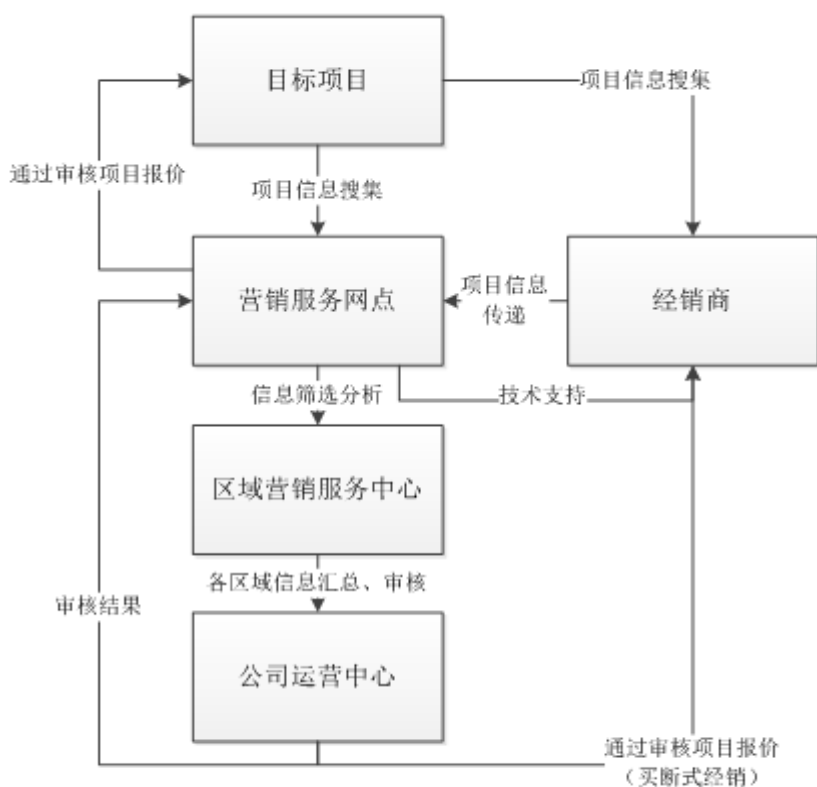 目标项目
项目信息搜集
通过审核项目报价
项目信息搜集
营销服务网点
项目信息
传递
经销商
信息筛选分析
技术支持
区域营销服务中心
各区域信息汇总、审核
审核结果
公司运营中心
通过审核项目报价
（买断式经销）